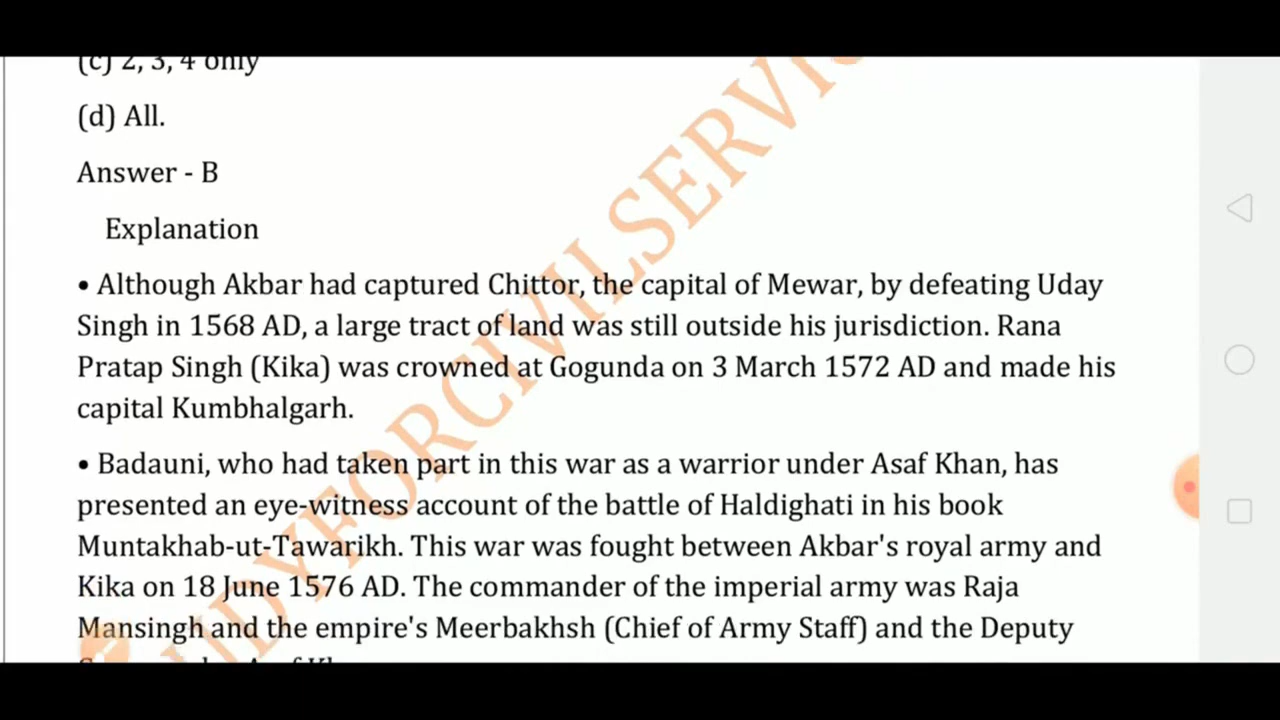 (c) 2, 3, 4 only
(d) All.
Answer - B
Explanation
• Although Akbar had captured Chittor, the capital of Mewar, by defeating Uday
Singh in 1568 AD, a large tract of land was still outside his jurisdiction. Rana
Pratap Singh (Kika) was crowned at Gogunda on 3 March 1572 AD and made his
capital Kumbhalgarh.
• Badauni, who had taken part in this war as a warrior under Asaf Khan, has
presented an eye-witness account of the battle of Haldighati in his book
Muntakhab-ut-Tawarikh. This war was fought between Akbar's royal army and
Kika on 18 June 1576 AD. The commander of the imperial army was Raja
Mansingh and the empire's Meerbakhsh (Chief of Army Staff) and the Deputy
UDYFORCIVILSERVIC